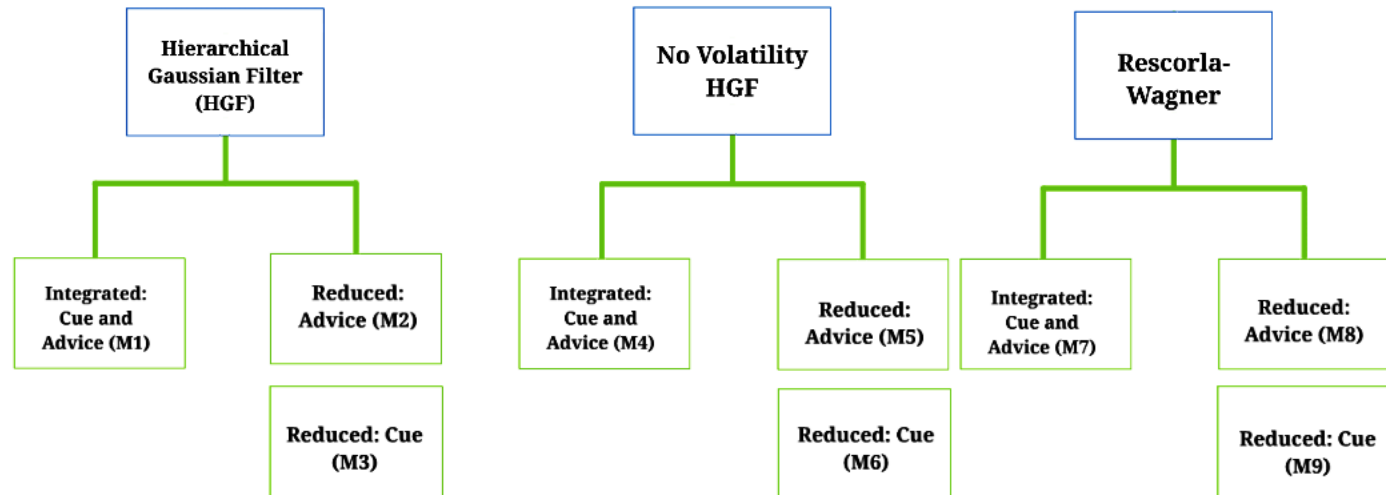 Hierarchical
Gaussian Filter
(HGF)
No Volatility
HGF
Rescorla-
Wagner
Integrated:
Cue and
Advice (M1)
Reduced:
Advice (M2)
Reduced: Cue
(M3)
Integrated:
Cue and
Advice (M4)
Reduced:
Advice (M5)
Reduced: Cue
(M6)
Integrated:
Cue and
Advice (M7)
Reduced:
Advice (M8)
Reduced: Cue
(M9)